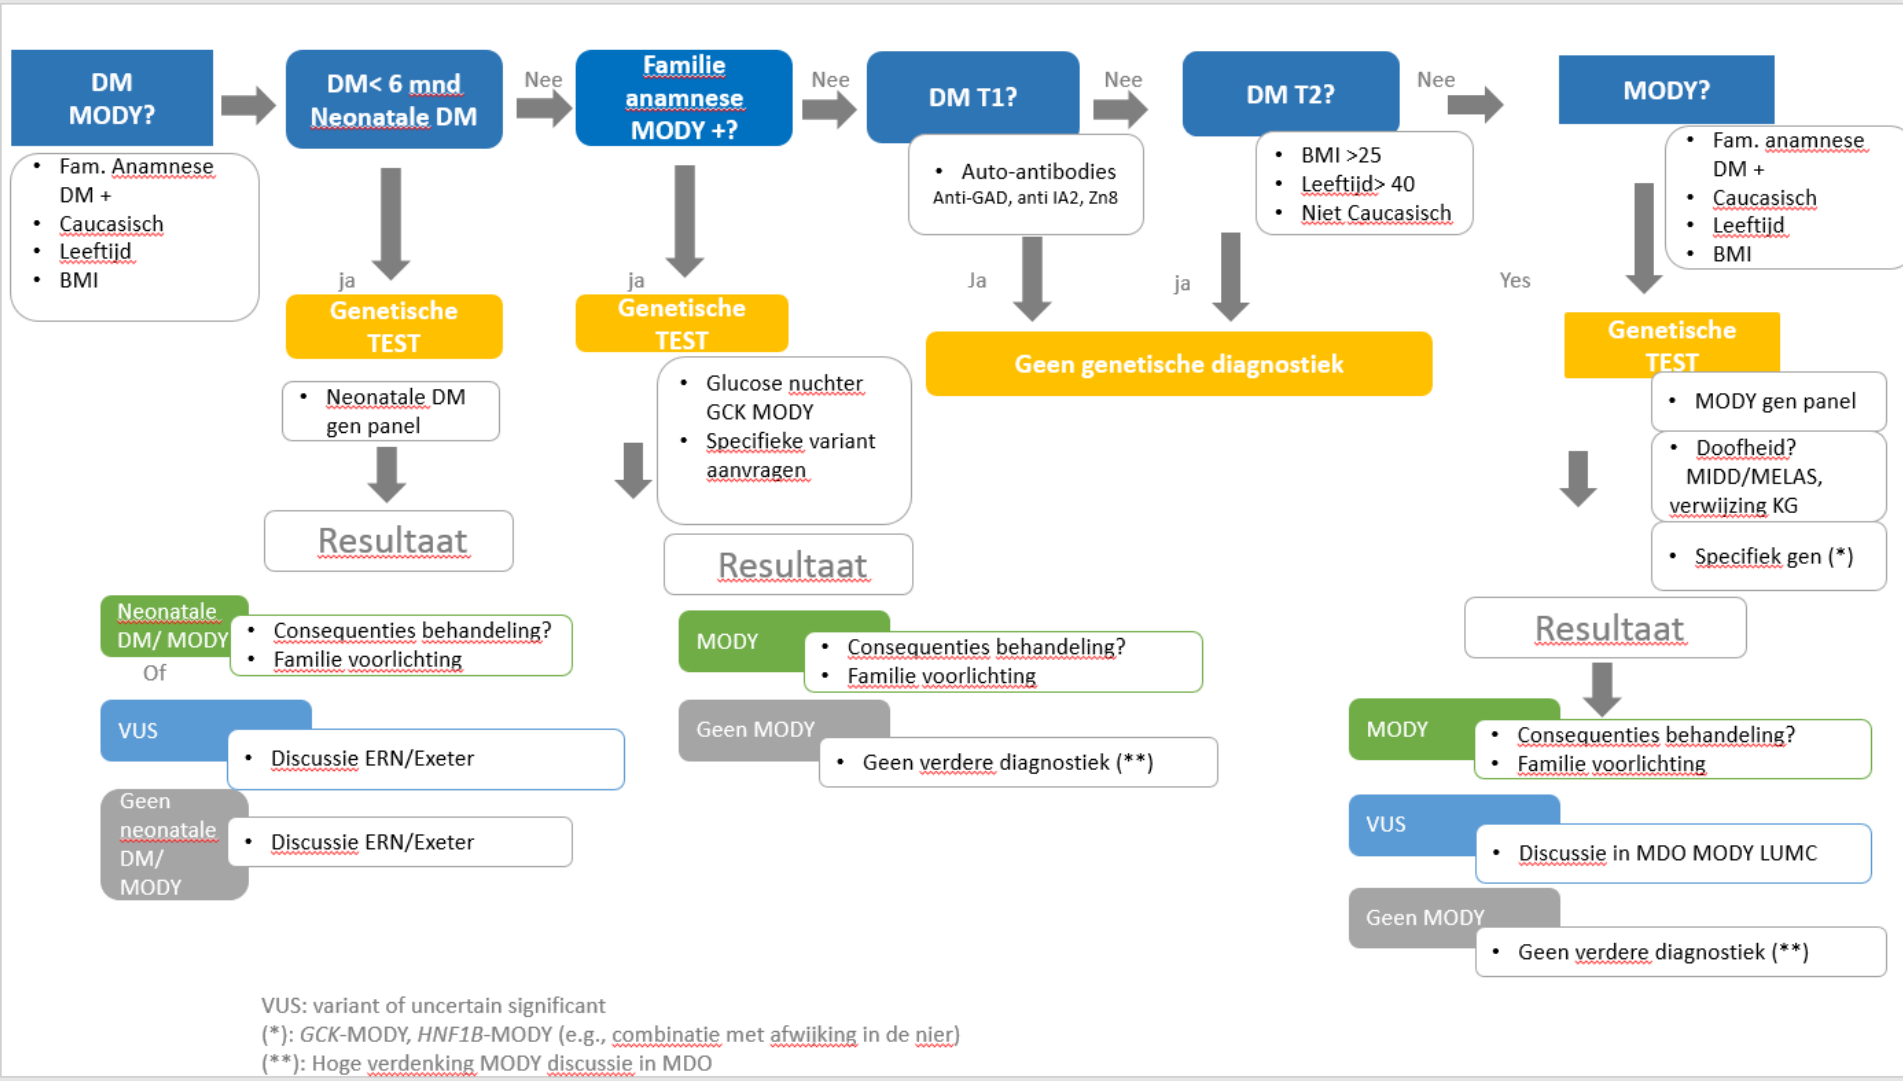 DM
MODY?
• Fam. Anamnese
DM +
• Caucasisch
• Leeftijd
• BMI
DM< 6 mnd
Neonatale DM
Nee
ja
Genetische
TEST
• Neonatale DM
gen panel
Resultaat
Neonatale
DM/ MODY
• Consequenties behandeling?
• Familie voorlichting
Of
VUS
• Discussie ERN/Exeter
Geen
neonatale
DM/
MODY
• Discussie ERN/Exeter
Familie
anamnese
MODY +?
Nee
ja
Genetische
TEST
• Glucose nuchter
GCK MODY
• Specifieke variant
aanvragen
Resultaat
MODY
• Consequenties behandeling?
• Familie voorlichting
Geen MODY
• Geen verdere diagnostiek (**)
DM T1?
Nee
• Auto-antibodies
Anti-GAD, anti IA2, Zn8
Ja
DM T2?
Nee
• BMI >25
• Leeftijd> 40
• Niet Caucasisch
ja
Geen genetische diagnostiek
MODY?
• Fam. anamnese
DM +
• Caucasisch
• Leeftijd
• BMI
Yes
Genetische
TEST
• MODY gen panel
• Doofheid?
MIDD/MELAS,
verwijzing KG
• Specifiek gen (*)
Resultaat
MODY
• Consequenties behandeling?
• Familie voorlichting
VUS
• Discussie in MDO MODY LUMC
Geen MODY
• Geen verdere diagnostiek (**)
VUS: variant of uncertain significant
(*): GCK-MODY, HNF1B-MODY (e.g., combinatie met afwijking in de nier)
(**): Hoge verdenking MODY discussie in MDO